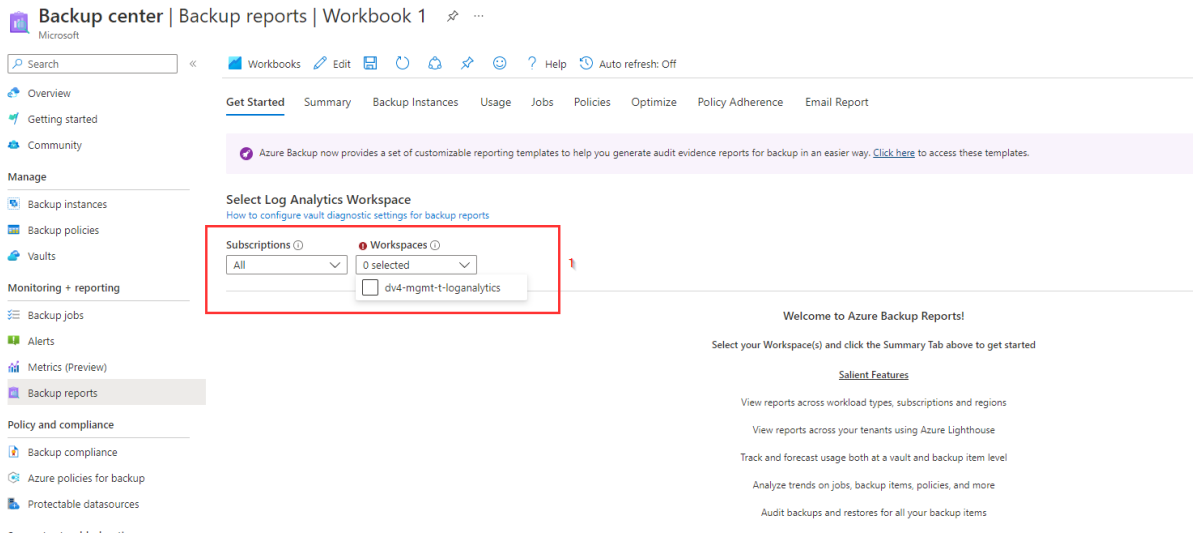 Backup center | Backup reports | Workbook 1
Microsoft
Search
Overview
Getting started
Community
Manage
Backup instances
Backup policies
Vaults
Monitoring + reporting
Backup jobs
Alerts
Metrics (Preview)
Backup reports
Policy and compliance
Backup compliance
Azure policies for backup
Protectable datasources
Workbooks Edit Help Auto refresh: Off
Get Started Summary Backup Instances Usage Jobs Policies Optimize Policy Adherence Email Report
Azure Backup now provides a set of customizable reporting templates to help you generate audit evidence reports for backup in an easier way. Click here to access these templates.
Select Log Analytics Workspace
How to configure vault diagnostic settings for backup reports
Subscriptions Workspaces
All 0 selected
dv4-mgmt-t-loganalytics
1
Welcome to Azure Backup Reports!
Select your Workspace(s) and click the Summary Tab above to get started
Salient Features
View reports across workload types, subscriptions and regions
View reports across your tenants using Azure Lighthouse
Track and forecast usage both at a vault and backup item level
Analyze trends on jobs, backup items, policies, and more
Audit backups and restores for all your backup items